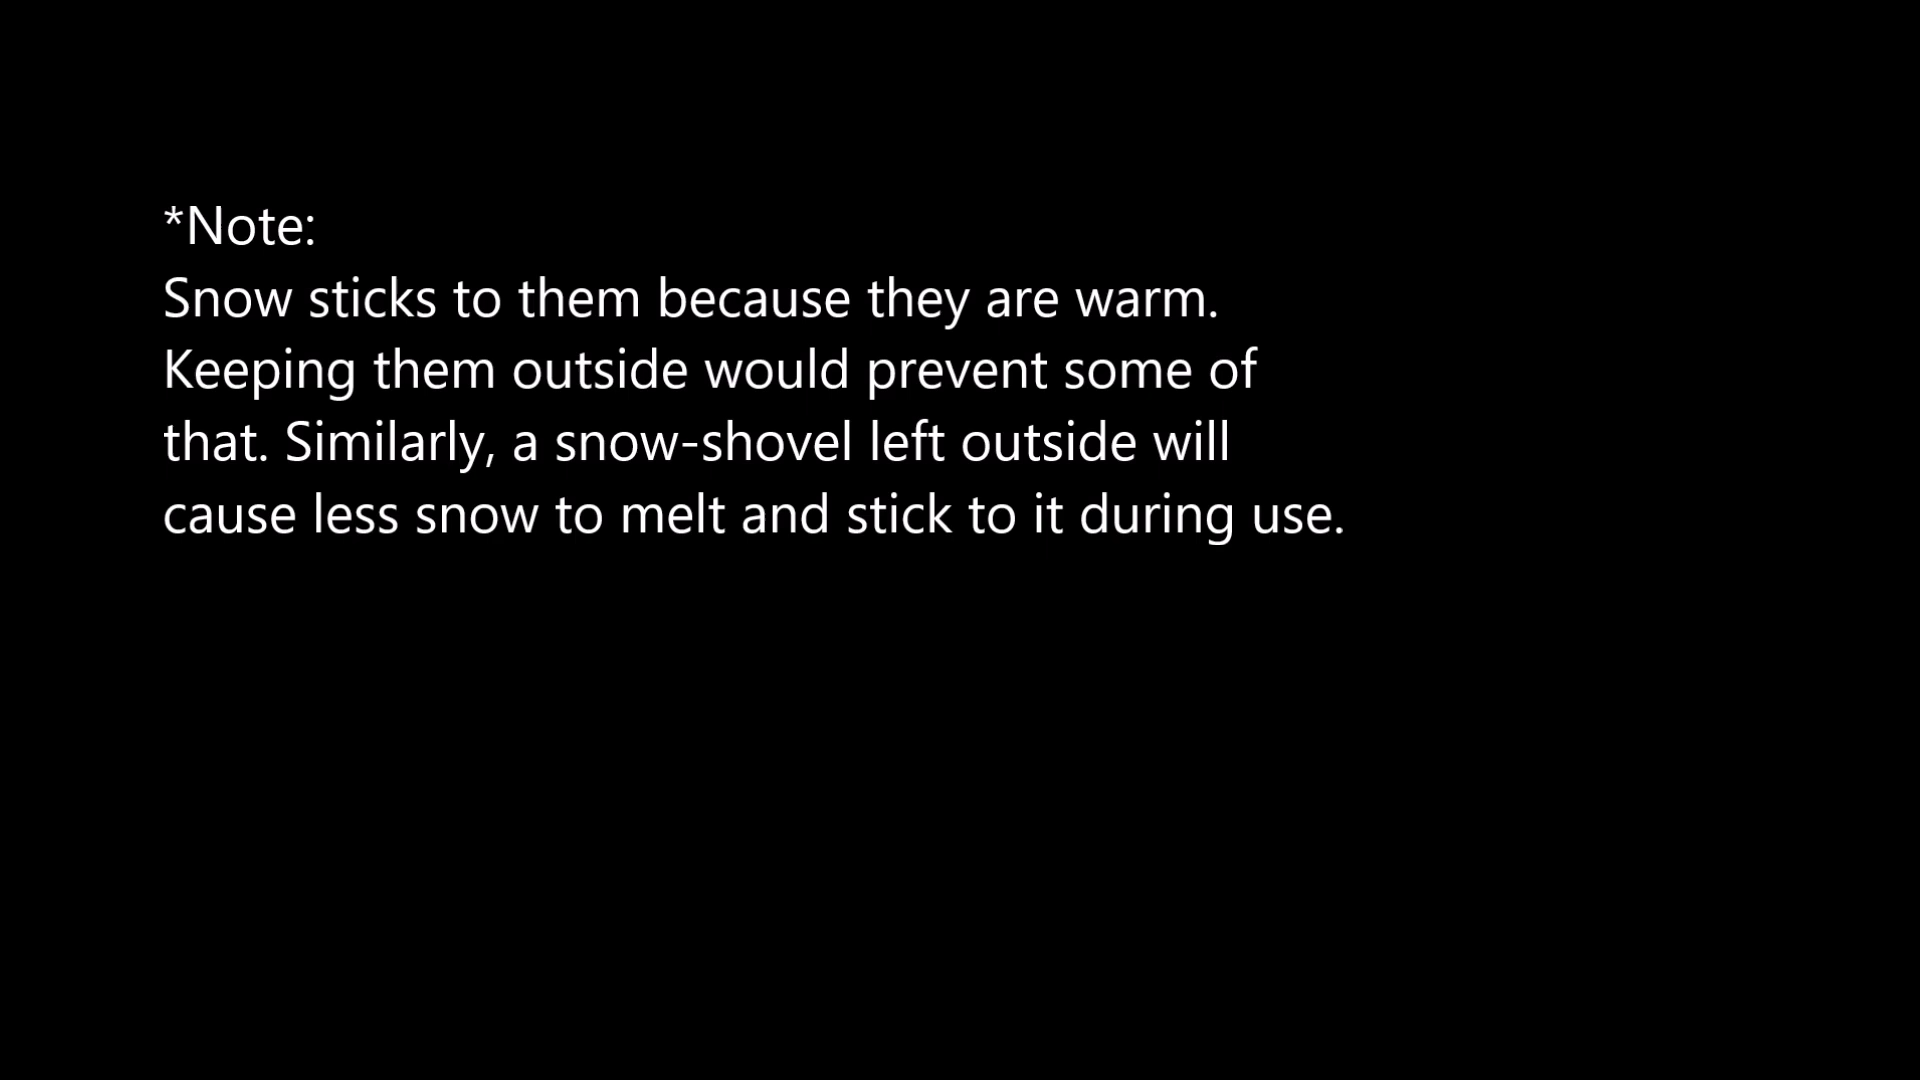 *Note:
Snow sticks to them because they are warm.
Keeping them outside would prevent some of
that. Similarly, a snow-shovel left outside will
cause less snow to melt and stick to it during use.